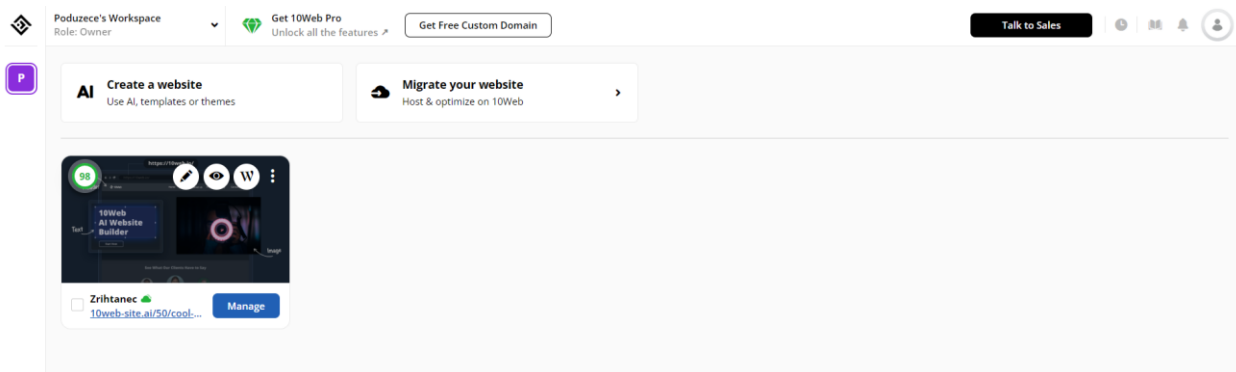 Poduzece's Workspace
Role: Owner
Get 10Web Pro
Unlock all the features ↗
Get Free Custom Domain
Talk to Sales
P
AI
Create a website
Use AI, templates or themes
Migrate your website
Host & optimize on 10Web
98
W
Text
10Web
AI Website
Builder
Image
Zrihtanec
10web-site.ai/50/cool-...
Manage